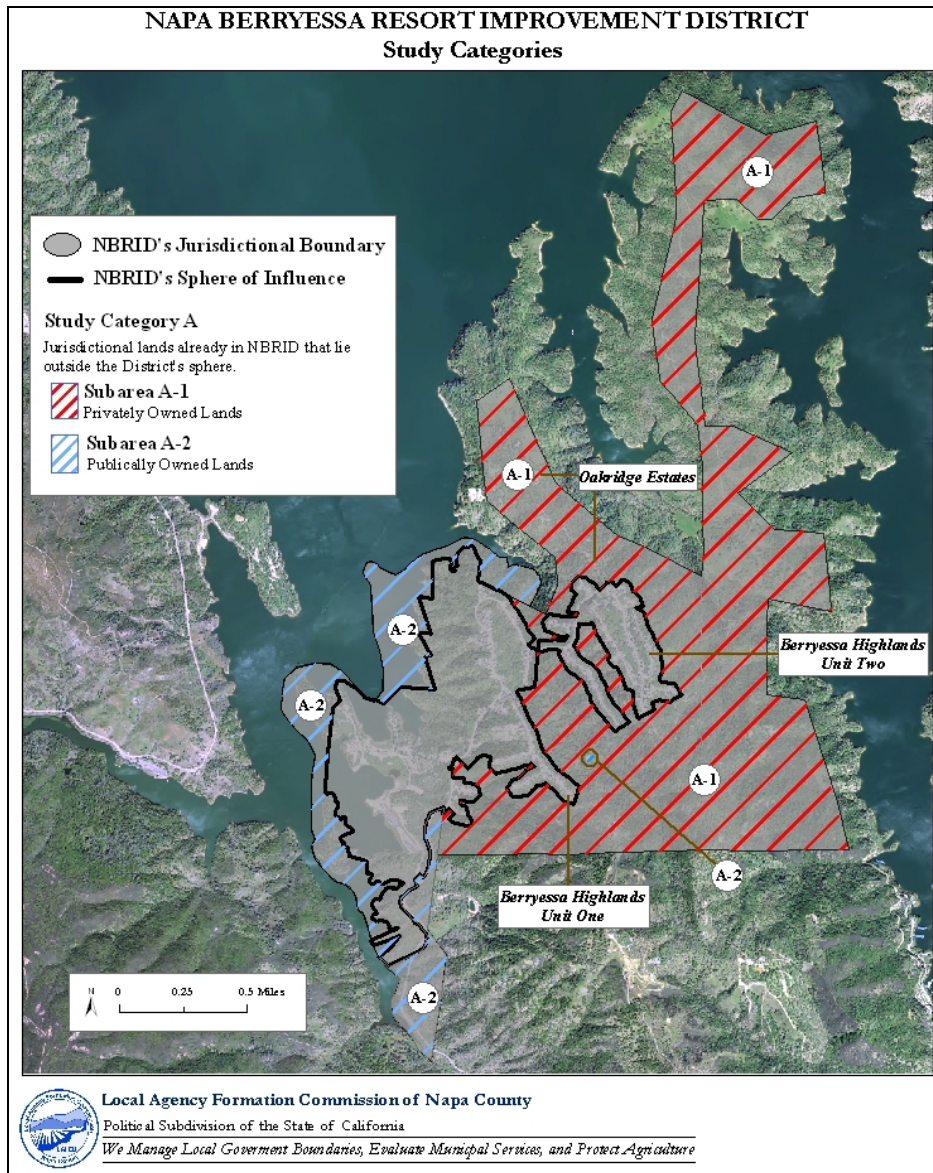 NAPA BERRYESSA RESORT IMPROVEMENT DISTRICT
Study Categories
A-1
NBRID's Jurisdictional Boundary
NBRID's Sphere of Influence
Study Category A
Jurisdictional lands already in NBRID that lie
outside the District's sphere.
Subarea A-1
Privately Owned Lands
Subarea A-2
Publically Owned Lands
A-1
Oakridge Estates
A-2
Berryessa Highlands
Unit Two
A-2
A-1
A-2
Berryessa Highlands
Unit One
A-2
N
0 0.25 0.5 Miles
Local Agency Formation Commission of Napa County
Political Subdivision of the State of California
We Manage Local Goverment Boundaries, Evaluate Municpal Services, and Protect Agriculture